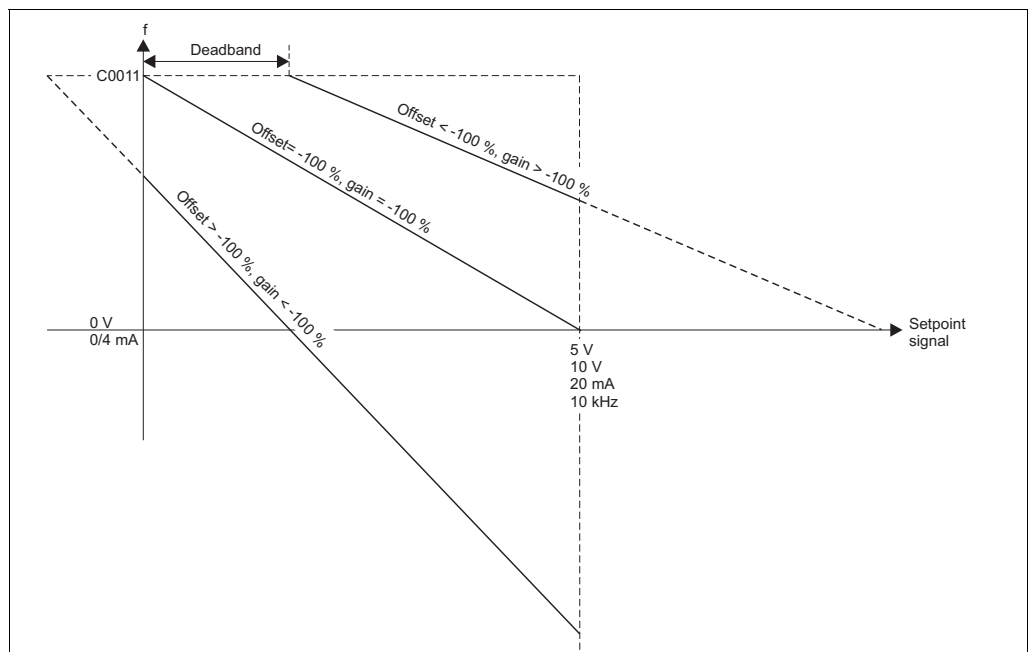 f
Deadband
C0011
Offset < -100 %, gain > -100 %
Offset= -100 %, gain = -100 %
Offset > -100 %, gain < -100 %
0 V
0/4 mA
Setpoint
signal
5 V
10 V
20 mA
10 kHz